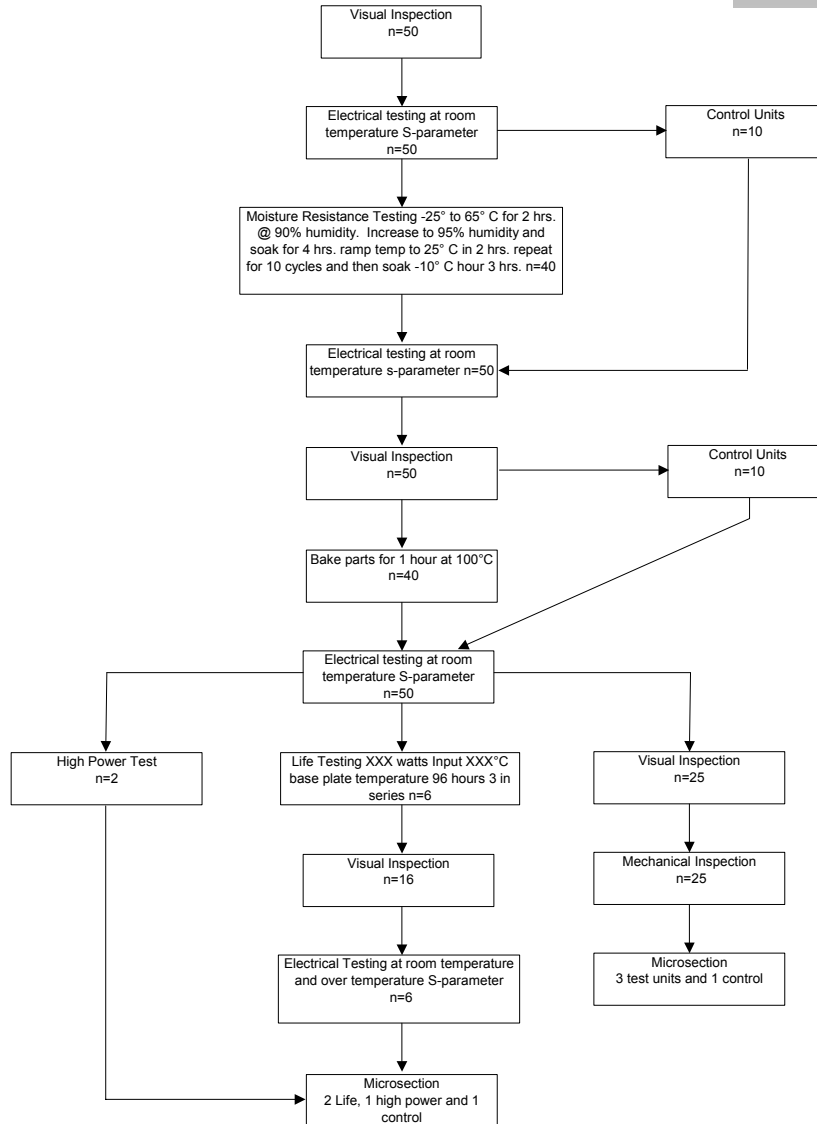 Visual Inspection
n=50
Electrical testing at room
temperature S-parameter
n=50
Control Units
n=10
Moisture Resistance Testing -25° to 65° C for 2 hrs.
@ 90% humidity.  Increase to 95% humidity and
soak for 4 hrs. ramp temp to 25° C in 2 hrs. repeat
for 10 cycles and then soak -10° C hour 3 hrs. n=40
Electrical testing at room
temperature s-parameter n=50
Visual Inspection
n=50
Control Units
n=10
Bake parts for 1 hour at 100°C
n=40
Electrical testing at room
temperature S-parameter
n=50
High Power Test
n=2
Life Testing XXX watts Input XXX°C
base plate temperature 96 hours 3 in
series n=6
Visual Inspection
n=25
Visual Inspection
n=16
Mechanical Inspection
n=25
Electrical Testing at room temperature
and over temperature S-parameter
n=6
Microsection
3 test units and 1 control
Microsection
2 Life, 1 high power and 1
control